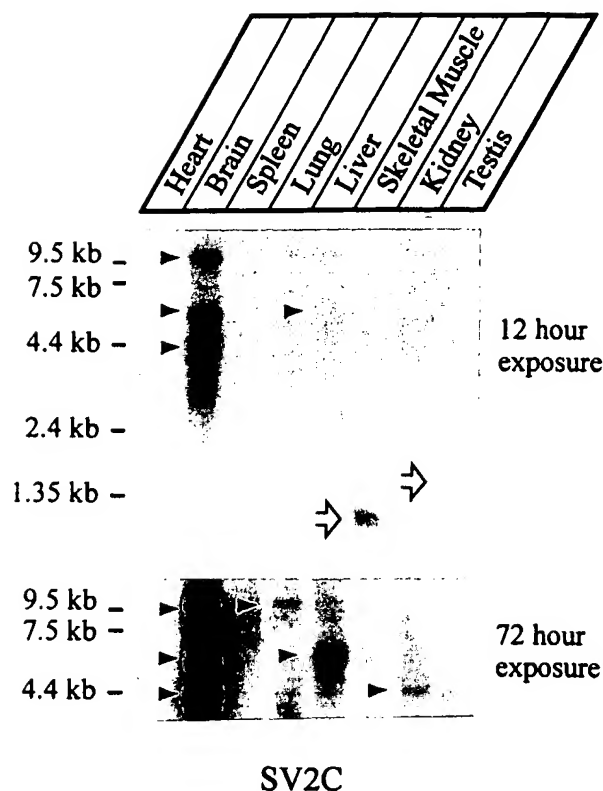 Heart
Brain
Spleen
Lung
Liver
Skeletal Muscle
Kidney
Testis
9.5 kb
7.5 kb
4.4 kb
2.4 kb
1.35 kb
12 hour
exposure
9.5 kb
7.5 kb
4.4 kb
72 hour
exposure
SV2C